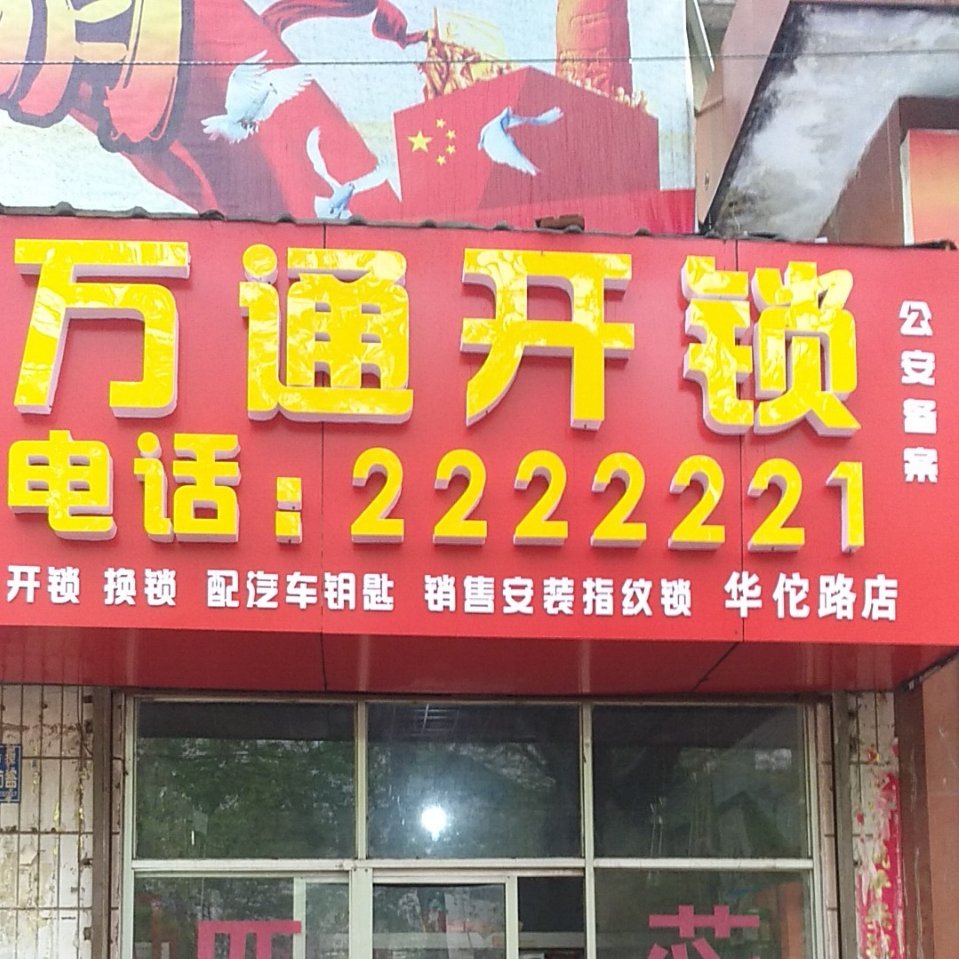 万通开锁
公安备案
电话：2222221
开锁 换锁 配汽车钥匙 销售安装指纹锁 华佗路店